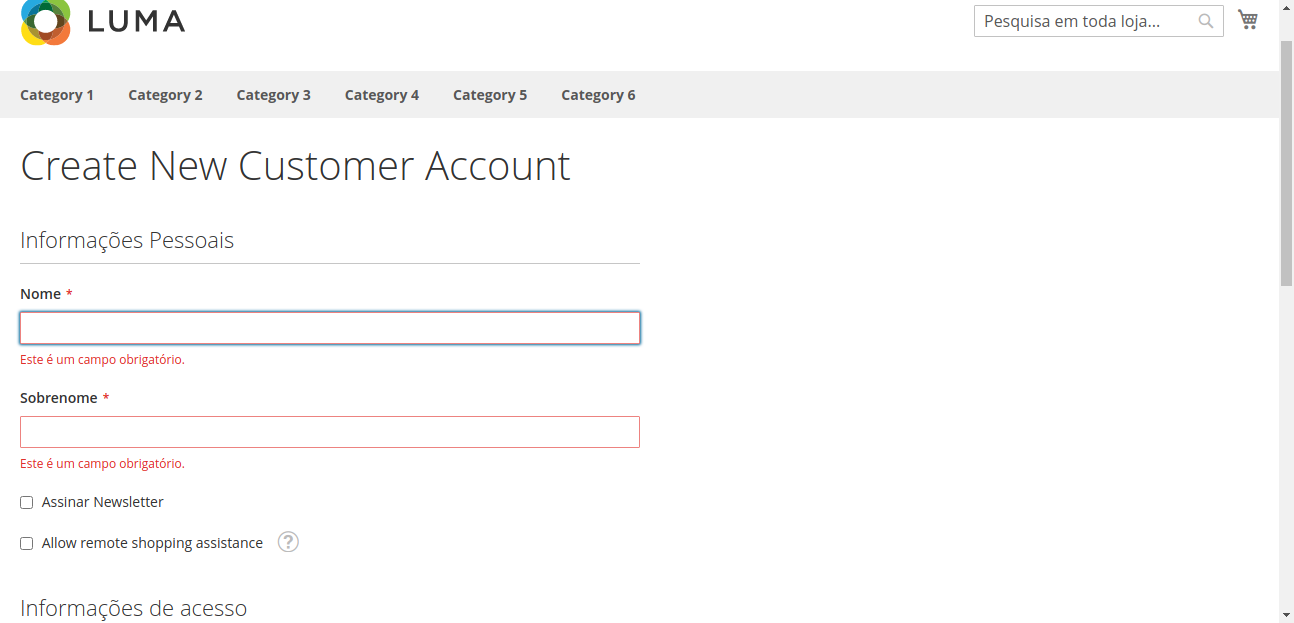 LUMA
Pesquisa em toda loja...
Category 1 Category 2 Category 3 Category 4 Category 5 Category 6
Create New Customer Account
Informações Pessoais
Nome *
Este é um campo obrigatório.
Sobrenome *
Este é um campo obrigatório.
Assinar Newsletter
Allow remote shopping assistance ?
Informações de acesso